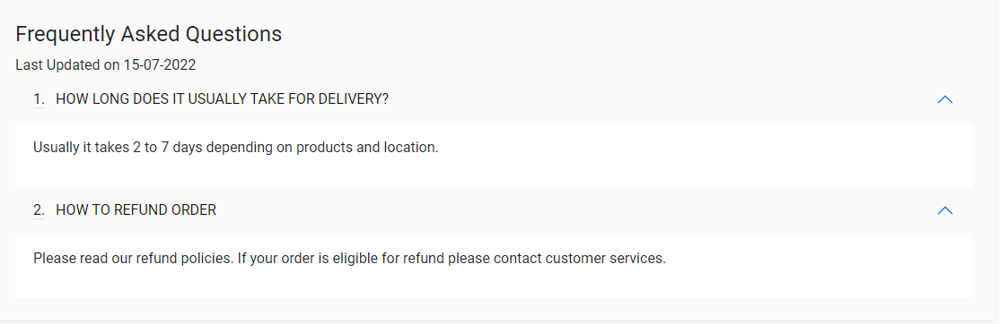 Frequently Asked Questions
Last Updated on 15-07-2022
1. HOW LONG DOES IT USUALLY TAKE FOR DELIVERY?
Usually it takes 2 to 7 days depending on products and location.
2. HOW TO REFUND ORDER
Please read our refund policies. If your order is eligible for refund please contact customer services.